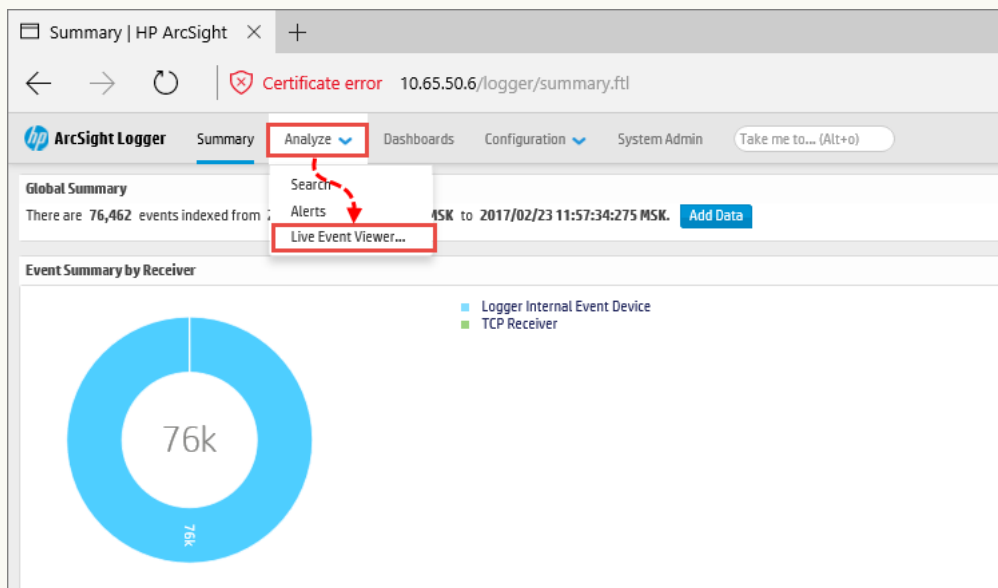 Summary | HP ArcSight
Certificate error 10.65.50.6/logger/summary.ftl
hp ArcSight Logger Summary Analyze Dashboards Configuration System Admin Take me to... (Alt+o)
Search
Alerts
Live Event Viewer...
Global Summary
There are 76,462 events indexed from MSK to 2017/02/23 11:57:34:275 MSK. Add Data
Event Summary by Receiver
Logger Internal Event Device
TCP Receiver
76k
76k